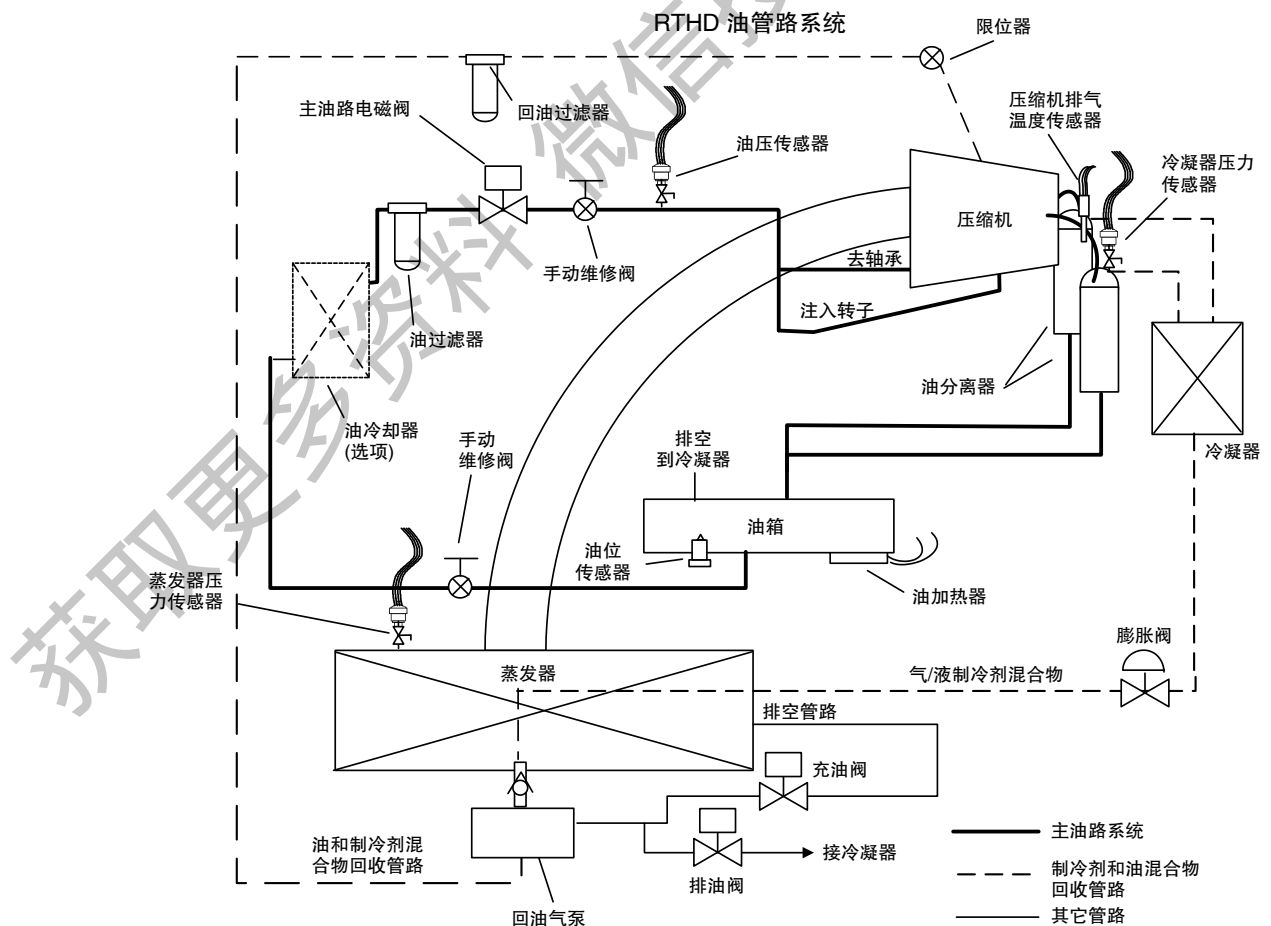 RTHD 油管路系统
限位器
主油路电磁阀
回油过滤器
压缩机排气
温度传感器
油压传感器
冷凝器压力
传感器
压缩机
手动维修阀
去轴承
注入转子
油过滤器
油分离器
油冷却器
(选项)
手动
维修阀
排空
到冷凝器
冷凝器
油箱
油位
传感器
油加热器
蒸发器压
力传感器
膨胀阀
蒸发器
气/液制冷剂混合物
排空管路
充油阀
油和制冷剂混
合物回收管路
接冷凝器
排油阀
回油气泵
主油路系统
制冷剂和油混合物
回收管路
其它管路
获取更多资料 微信搜